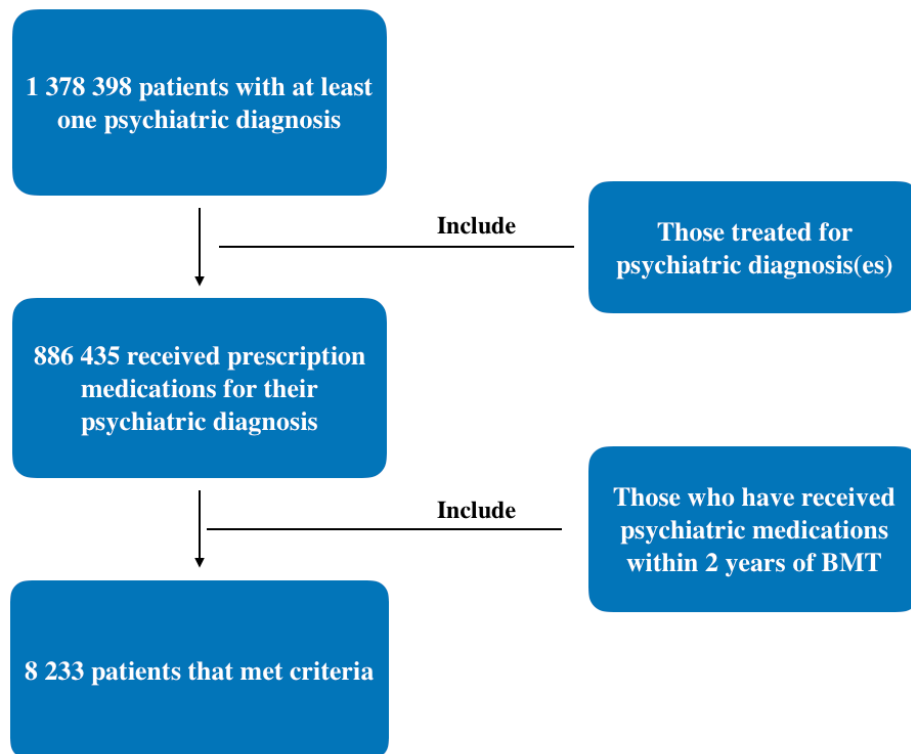 1 378 398 patients with at least
one psychiatric diagnosis
Include
Those treated for
psychiatric diagnosis(es)
886 435 received prescription
medications for their
psychiatric diagnosis
Include
Those who have received
psychiatric medications
within 2 years of BMT
8 233 patients that met criteria